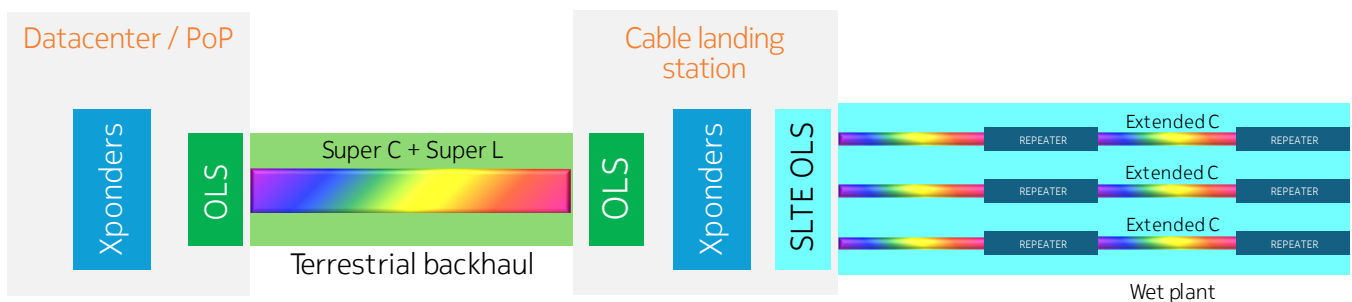 Datacenter / PoP
Xponders
OLS
Super C + Super L
Terrestrial backhaul
Cable landing
station
OLS
Xponders
SLTE OLS
Extended C
REPEATER
REPEATER
Extended C
REPEATER
REPEATER
Extended C
REPEATER
REPEATER
Wet plant